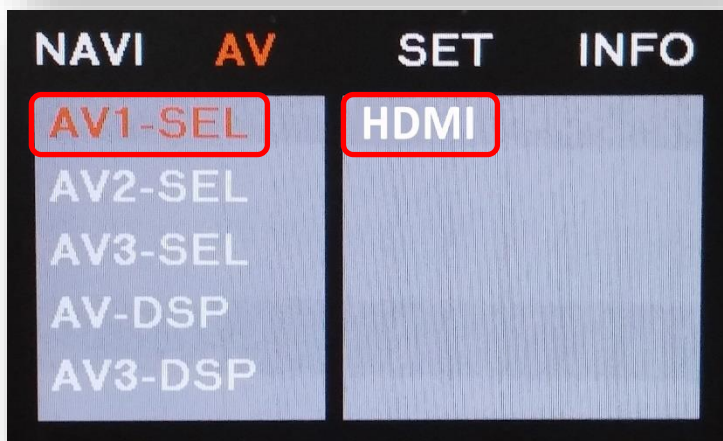 NAVI AV SET INFO
AV1-SEL HDMI
AV2-SEL
AV3-SEL
AV-DSP
AV3-DSP